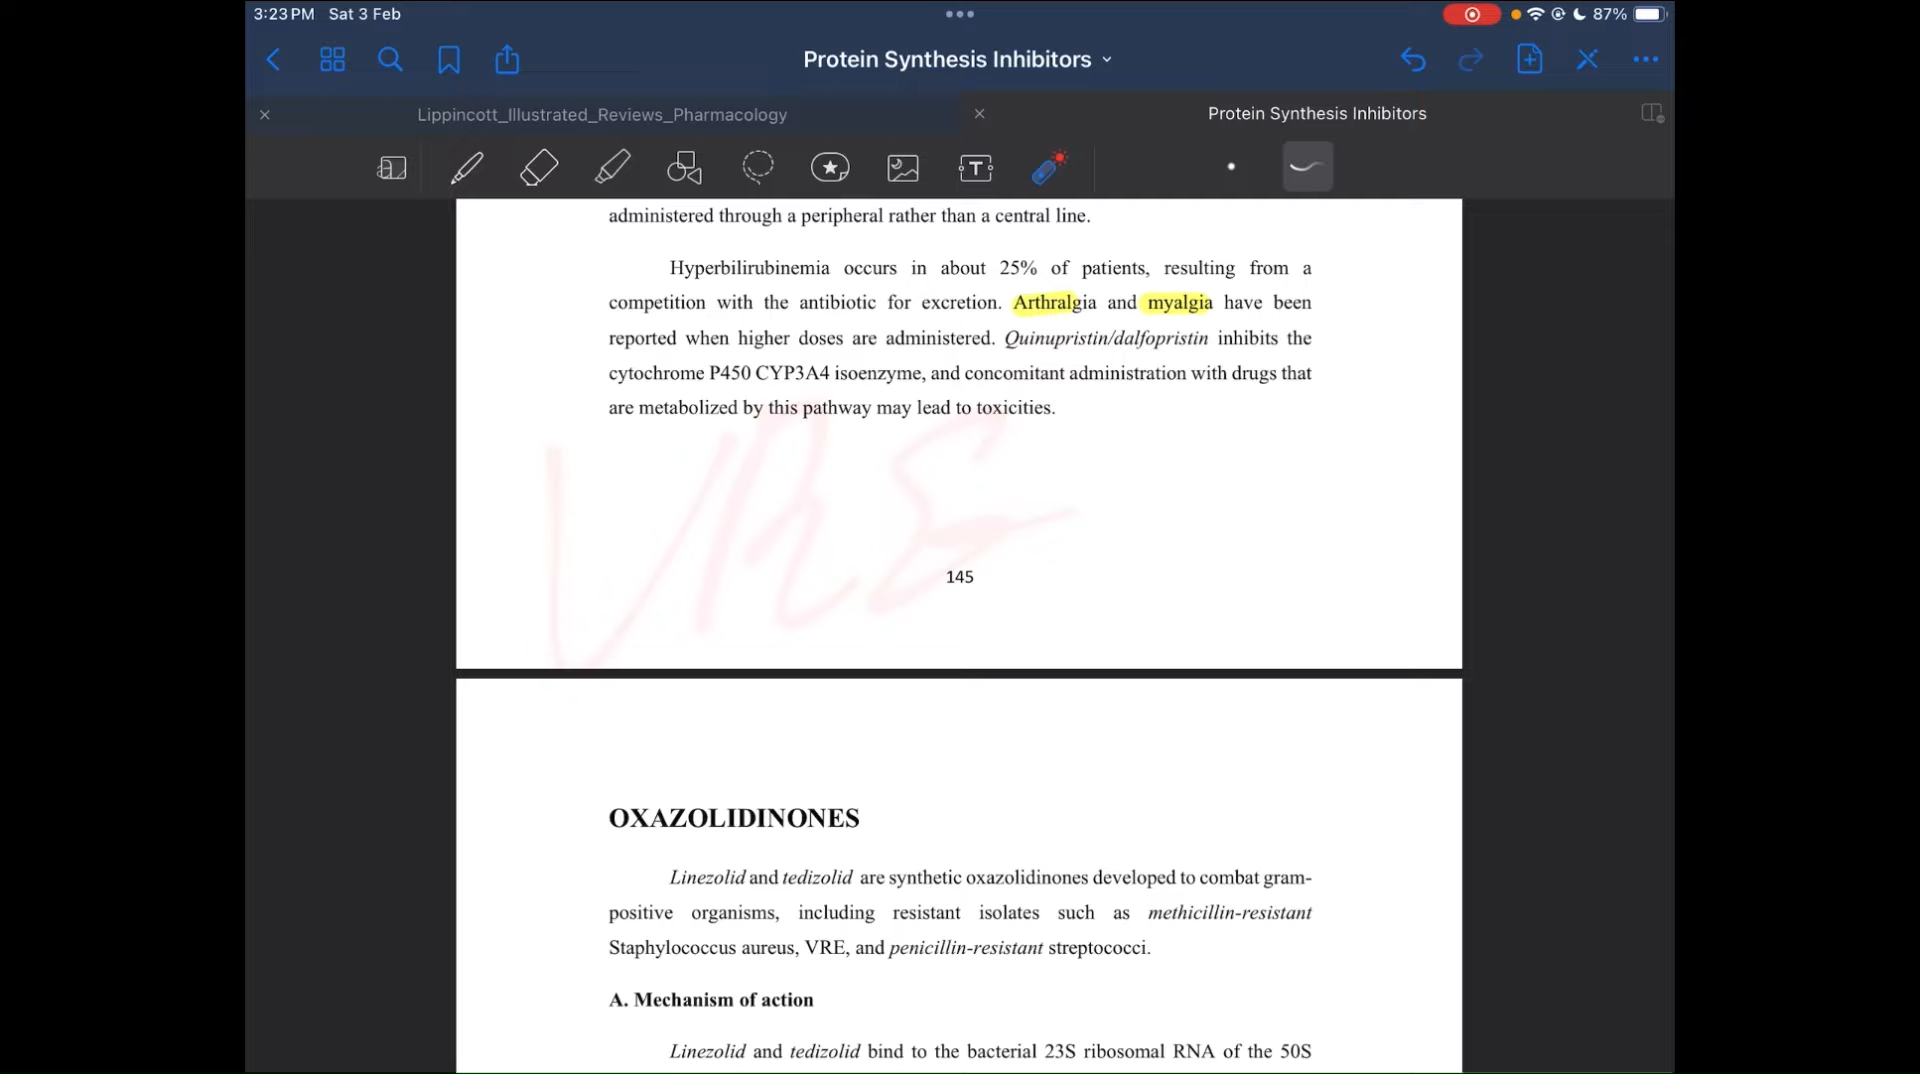 3:23 PM Sat 3 Feb
87%
Protein Synthesis Inhibitors
Lippincott_Illustrated_Reviews_Pharmacology
Protein Synthesis Inhibitors
T
administered through a peripheral rather than a central line.
Hyperbilirubinemia occurs in about 25% of patients, resulting from a
competition with the antibiotic for excretion. Arthralgia and myalgia have been
reported when higher doses are administered. Quinupristin/dalfopristin inhibits the
cytochrome P450 CYP3A4 isoenzyme, and concomitant administration with drugs that
are metabolized by this pathway may lead to toxicities.
VRE
145
OXAZOLIDINONES
Linezolid and tedizolid are synthetic oxazolidinones developed to combat gram-
positive organisms, including resistant isolates such as methicillin-resistant
Staphylococcus aureus, VRE, and penicillin-resistant streptococci.
A. Mechanism of action
Linezolid and tedizolid bind to the bacterial 23S ribosomal RNA of the 50S